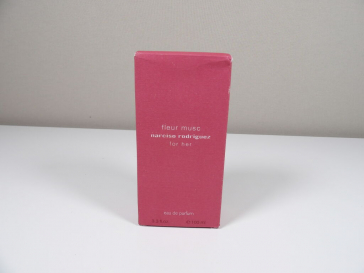 fleur musc
narciso rodriguez
for her
eau de parfum